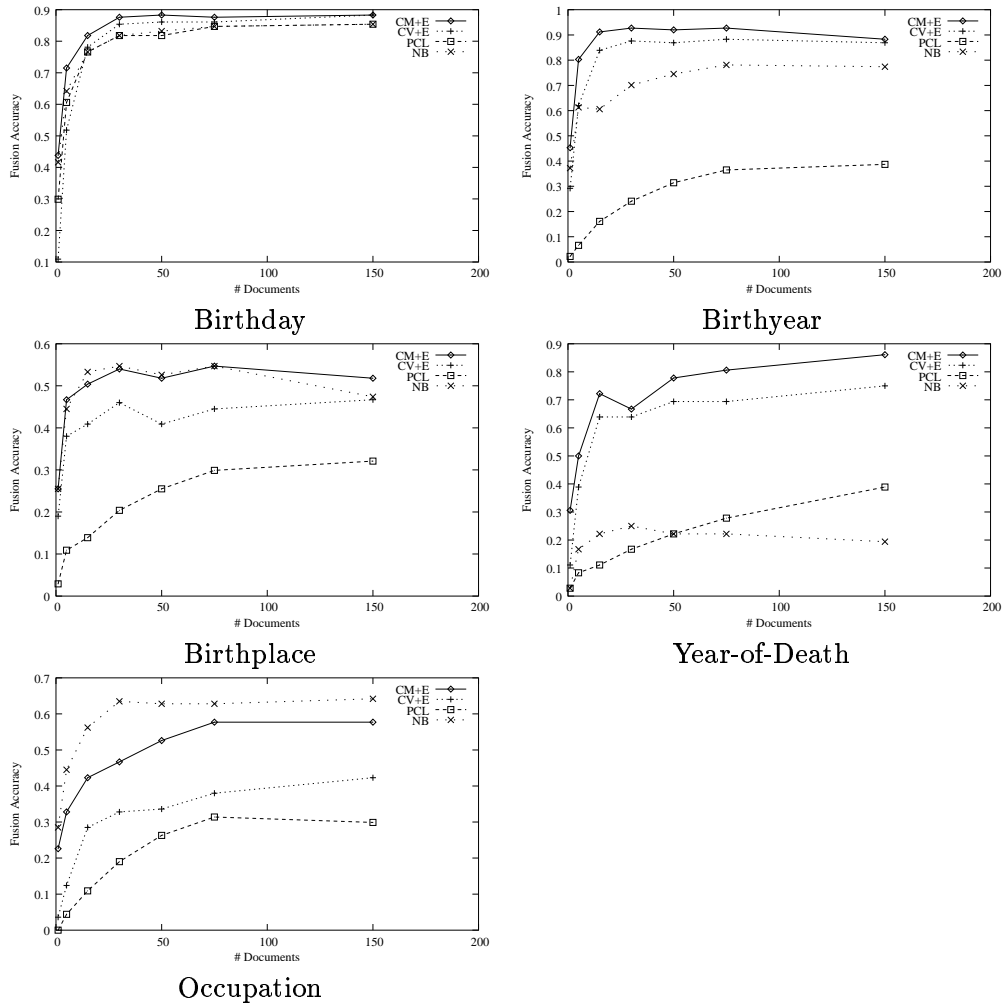 0.9
0.8
0.7
0.6
0.5
0.4
0.3
0.2
0.1
0
50
100
150
200
Fusion Accuracy
# Documents
CM+E
CV+E
PCL
NB
Birthday
1
0.9
0.8
0.7
0.6
0.5
0.4
0.3
0.2
0.1
0
0
50
100
150
200
Fusion Accuracy
# Documents
CM+E
CV+E
PCL
NB
Birthyear
0.6
0.5
0.4
0.3
0.2
0.1
0
0
50
100
150
200
Fusion Accuracy
# Documents
CM+E
CV+E
PCL
NB
Birthplace
0.9
0.8
0.7
0.6
0.5
0.4
0.3
0.2
0.1
0
0
50
100
150
200
Fusion Accuracy
# Documents
CM+E
CV+E
PCL
NB
Year-of-Death
0.7
0.6
0.5
0.4
0.3
0.2
0.1
0
0
50
100
150
200
Fusion Accuracy
# Documents
CM+E
CV+E
PCL
NB
Occupation